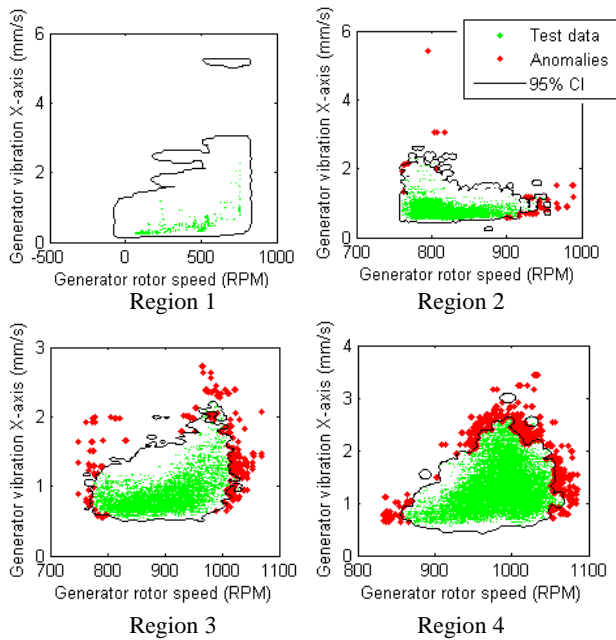 Generator vibration X-axis (mm/s)
6
4
2
0
-500
0
500
1000
Generator rotor speed (RPM)
Region 1
Generator vibration X-axis (mm/s)
6
4
2
0
700
800
900
1000
Generator rotor speed (RPM)
Test data
Anomalies
95% CI
Region 2
Generator vibration X-axis (mm/s)
3
2
1
0
700
800
900
1000
1100
Generator rotor speed (RPM)
Region 3
Generator vibration X-axis (mm/s)
4
3
2
1
0
800
900
1000
1100
Generator rotor speed (RPM)
Region 4